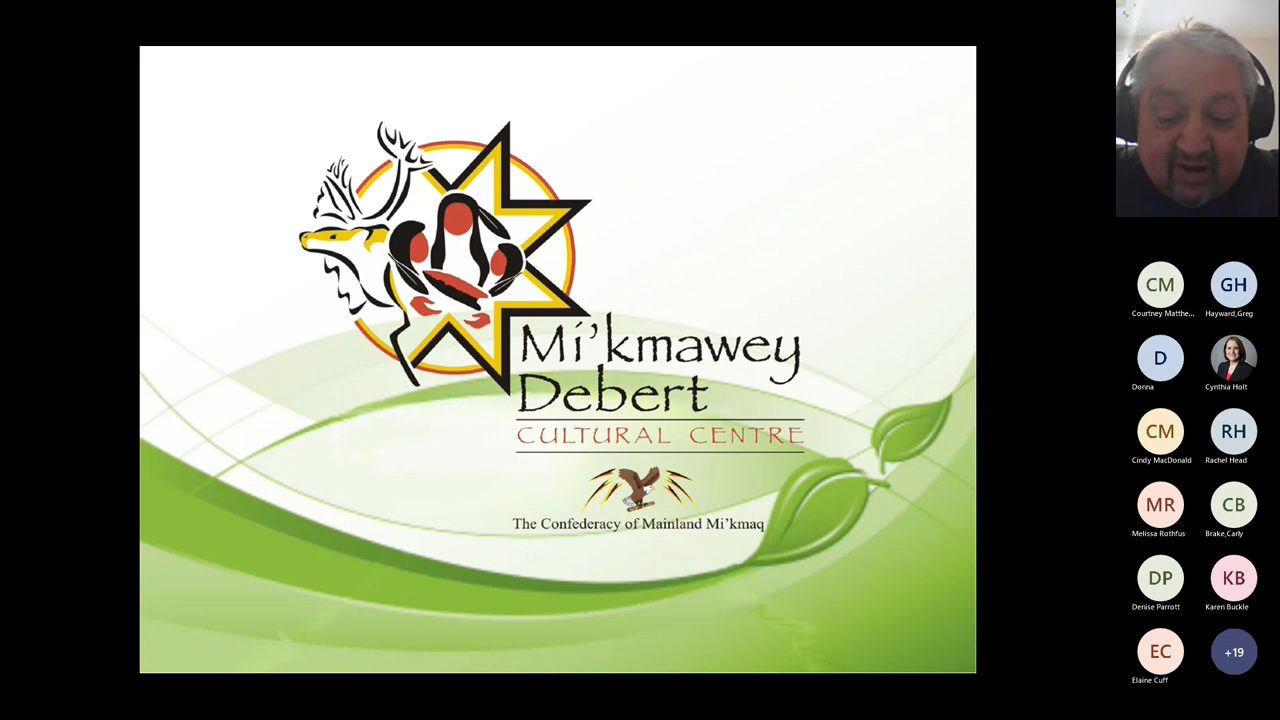 Mi'kmawey
Debert
CULTURAL CENTRE
The Confederacy of Mainland Mi'kmaq
CM
Courtney Matthe...
GH
Hayward,Greg
D
Donna
Cynthia Holt
CM
Cindy MacDonald
RH
Rachel Head
MR
Melissa Rothfus
CB
Brake,Carly
DP
Denise Parrott
KB
Karen Buckle
EC
Elaine Cuff
+19